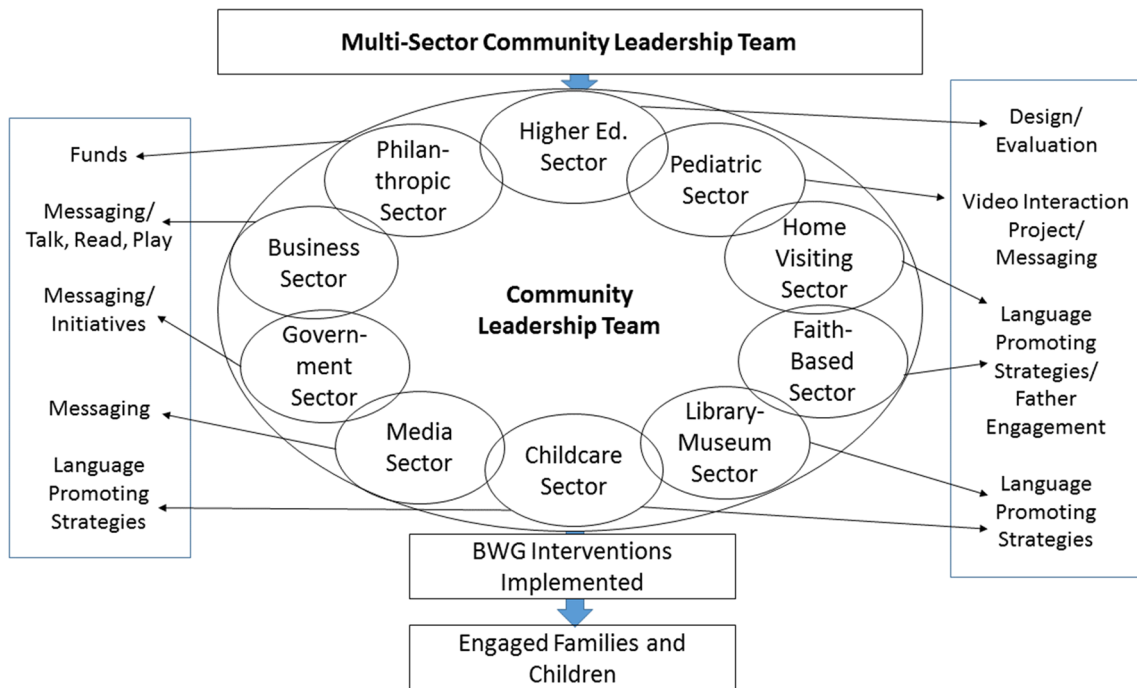 Multi-Sector Community Leadership Team
Funds
Messaging/
Talk, Read, Play
Messaging/
Initiatives
Messaging
Language
Promoting
Strategies
Higher Ed.
Sector
Philan-
thropic
Sector
Pediatric
Sector
Business
Sector
Home
Visiting
Sector
Community
Leadership Team
Govern-
ment
Sector
Faith-
Based
Sector
Media
Sector
Childcare
Sector
Library-
Museum
Sector
Design/
Evaluation
Video Interaction
Project/
Messaging
Language
Promoting
Strategies/
Father
Engagement
Language
Promoting
Strategies
BWG Interventions
Implemented
Engaged Families and
Children